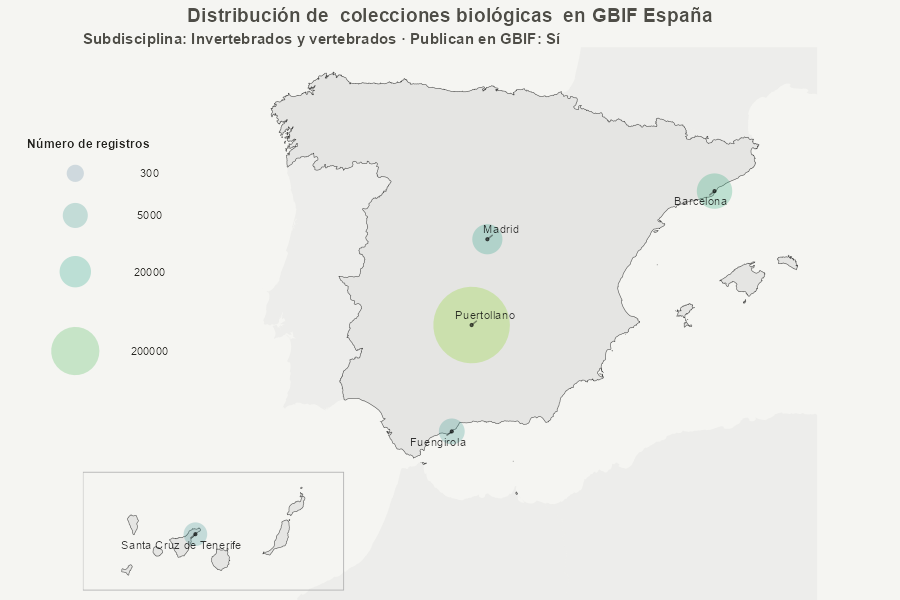 Distribución de colecciones biológicas en GBIF España
Subdisciplina: Invertebrados y vertebrados · Publican en GBIF: Sí
Número de registros
300
5000
20000
200000
Barcelona
Madrid
Puertollano
Fuengirola
Santa Cruz de Tenerife